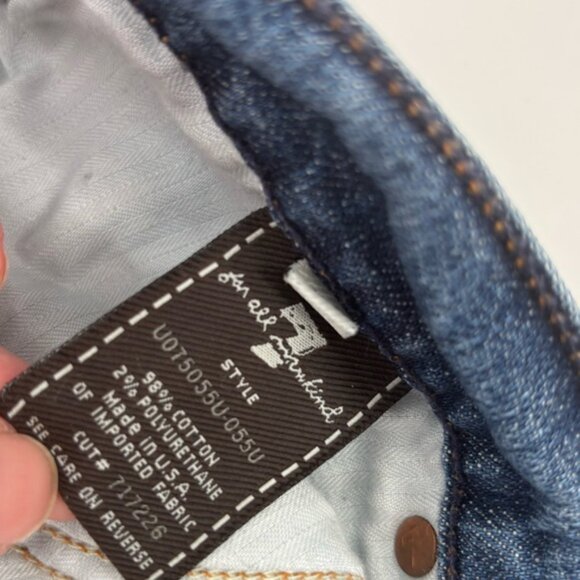 for all mankind
7
STYLE
U075055U-055U
98% COTTON
2% POLYURETHANE
Made in U.S.A.
OF IMPORTED FABRIC
CUT# 717226
SEE CARE ON REVERSE